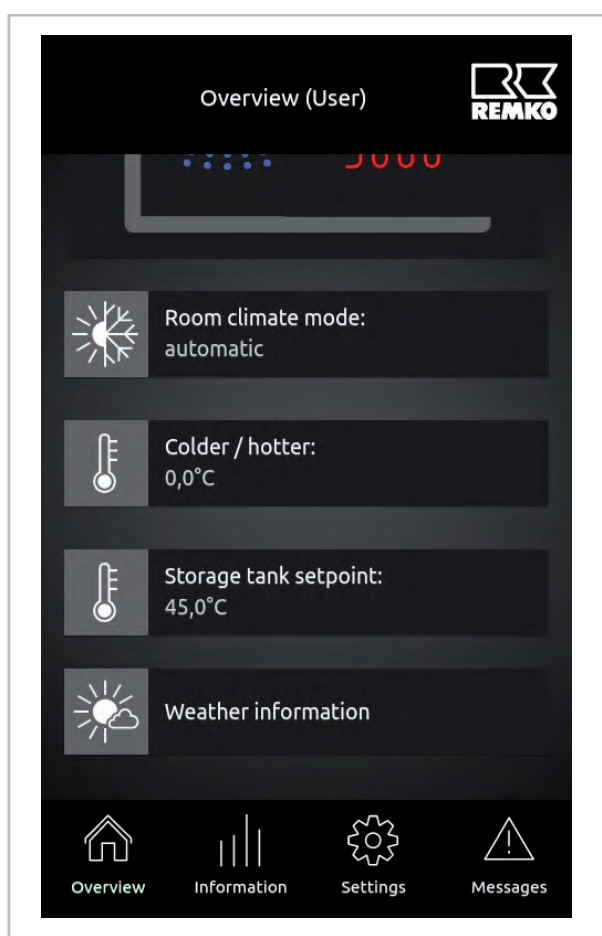 Overview (User)
REMKO
Room climate mode:
automatic
Colder / hotter:
0,0°C
Storage tank setpoint:
45,0°C
Weather information
Overview
Information
Settings
Messages